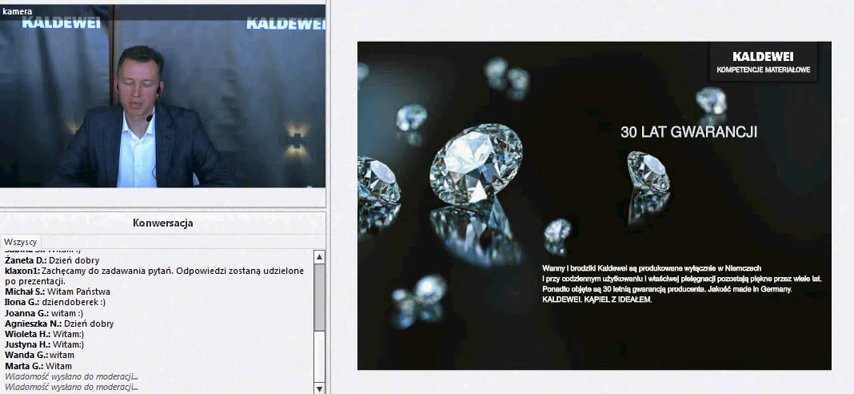 kamera
KALDEWEI
KALDEWEI
Konwersacja
Wszyscy
Żaneta D.: Dzień dobry
klaxon1: Zachęcamy do zadawania pytań. Odpowiedzi zostaną udzielone
po prezentacji.
Michał S.: Witam Państwa
Ilona G.: dziendoberek :)
Joanna G.: witam :)
Agnieszka N.: Dzień dobry
Wioleta H.: Witam:)
Justyna H.: Witam:)
Wanda G.: witam
Marta G.: Witam
Wiadomość wysłano do moderacji...
Wiadomość wysłano do moderacji...
KALDEWEI
KOMPETENCJE MATERIAŁOWE
30 LAT GWARANCJI
Wanny i brodziki Kaldewei są produkowane wyłącznie w Niemczech
i przy codziennym użytkowaniu i właściwej pielęgnacji pozostają piękne przez wiele lat.
Ponadto objęte są 30 letnią gwarancją producenta. Jakość made in Germany.
KALDEWEI. KĄPIEL Z IDEAŁEM.